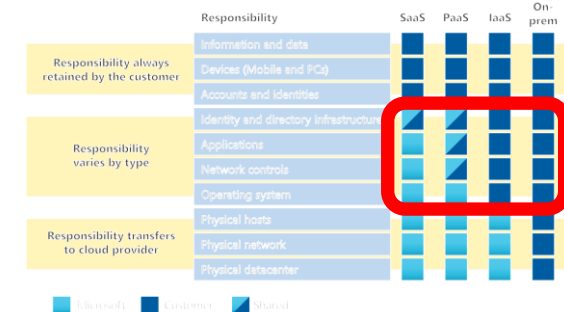 Responsibility SaaS PaaS IaaS On-
prem
Responsibility always
retained by the customer
Information and data
Devices (Mobile and PCs)
Accounts and identities
Responsibility
varies by type
Identity and directory infrastructure
Applications
Network controls
Operating system
Responsibility transfers
to cloud provider
Physical hosts
Physical network
Physical datacenter
Microsoft Customer Shared